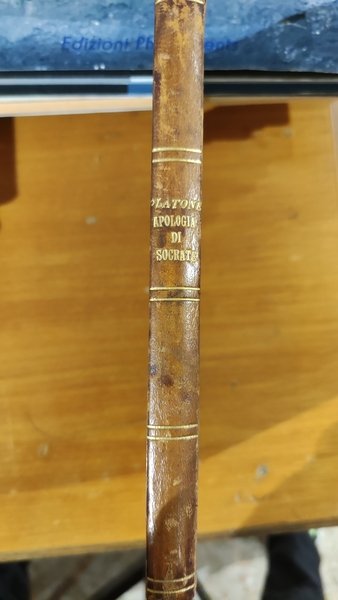 Edizioni
PLATONE
APOLOGIA
DI
SOCRATE